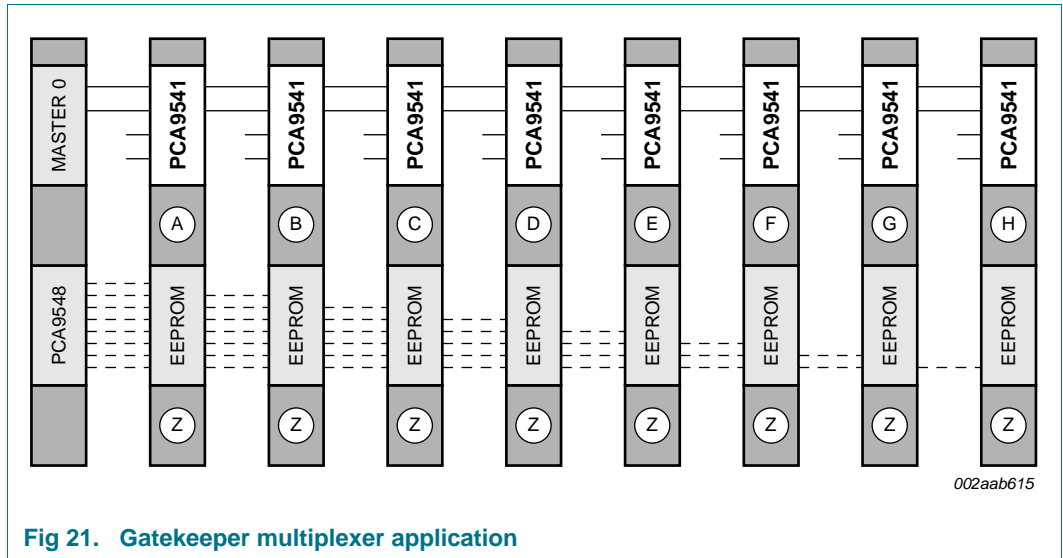 MASTER 0 PCA9541 PCA9541 PCA9541 PCA9541 PCA9541 PCA9541 PCA9541 PCA9541
A B C D E F G H
PCA9548 EEPROM EEPROM EEPROM EEPROM EEPROM EEPROM EEPROM EEPROM
Z Z Z Z Z Z Z Z
002aab615
Fig 21. Gatekeeper multiplexer application